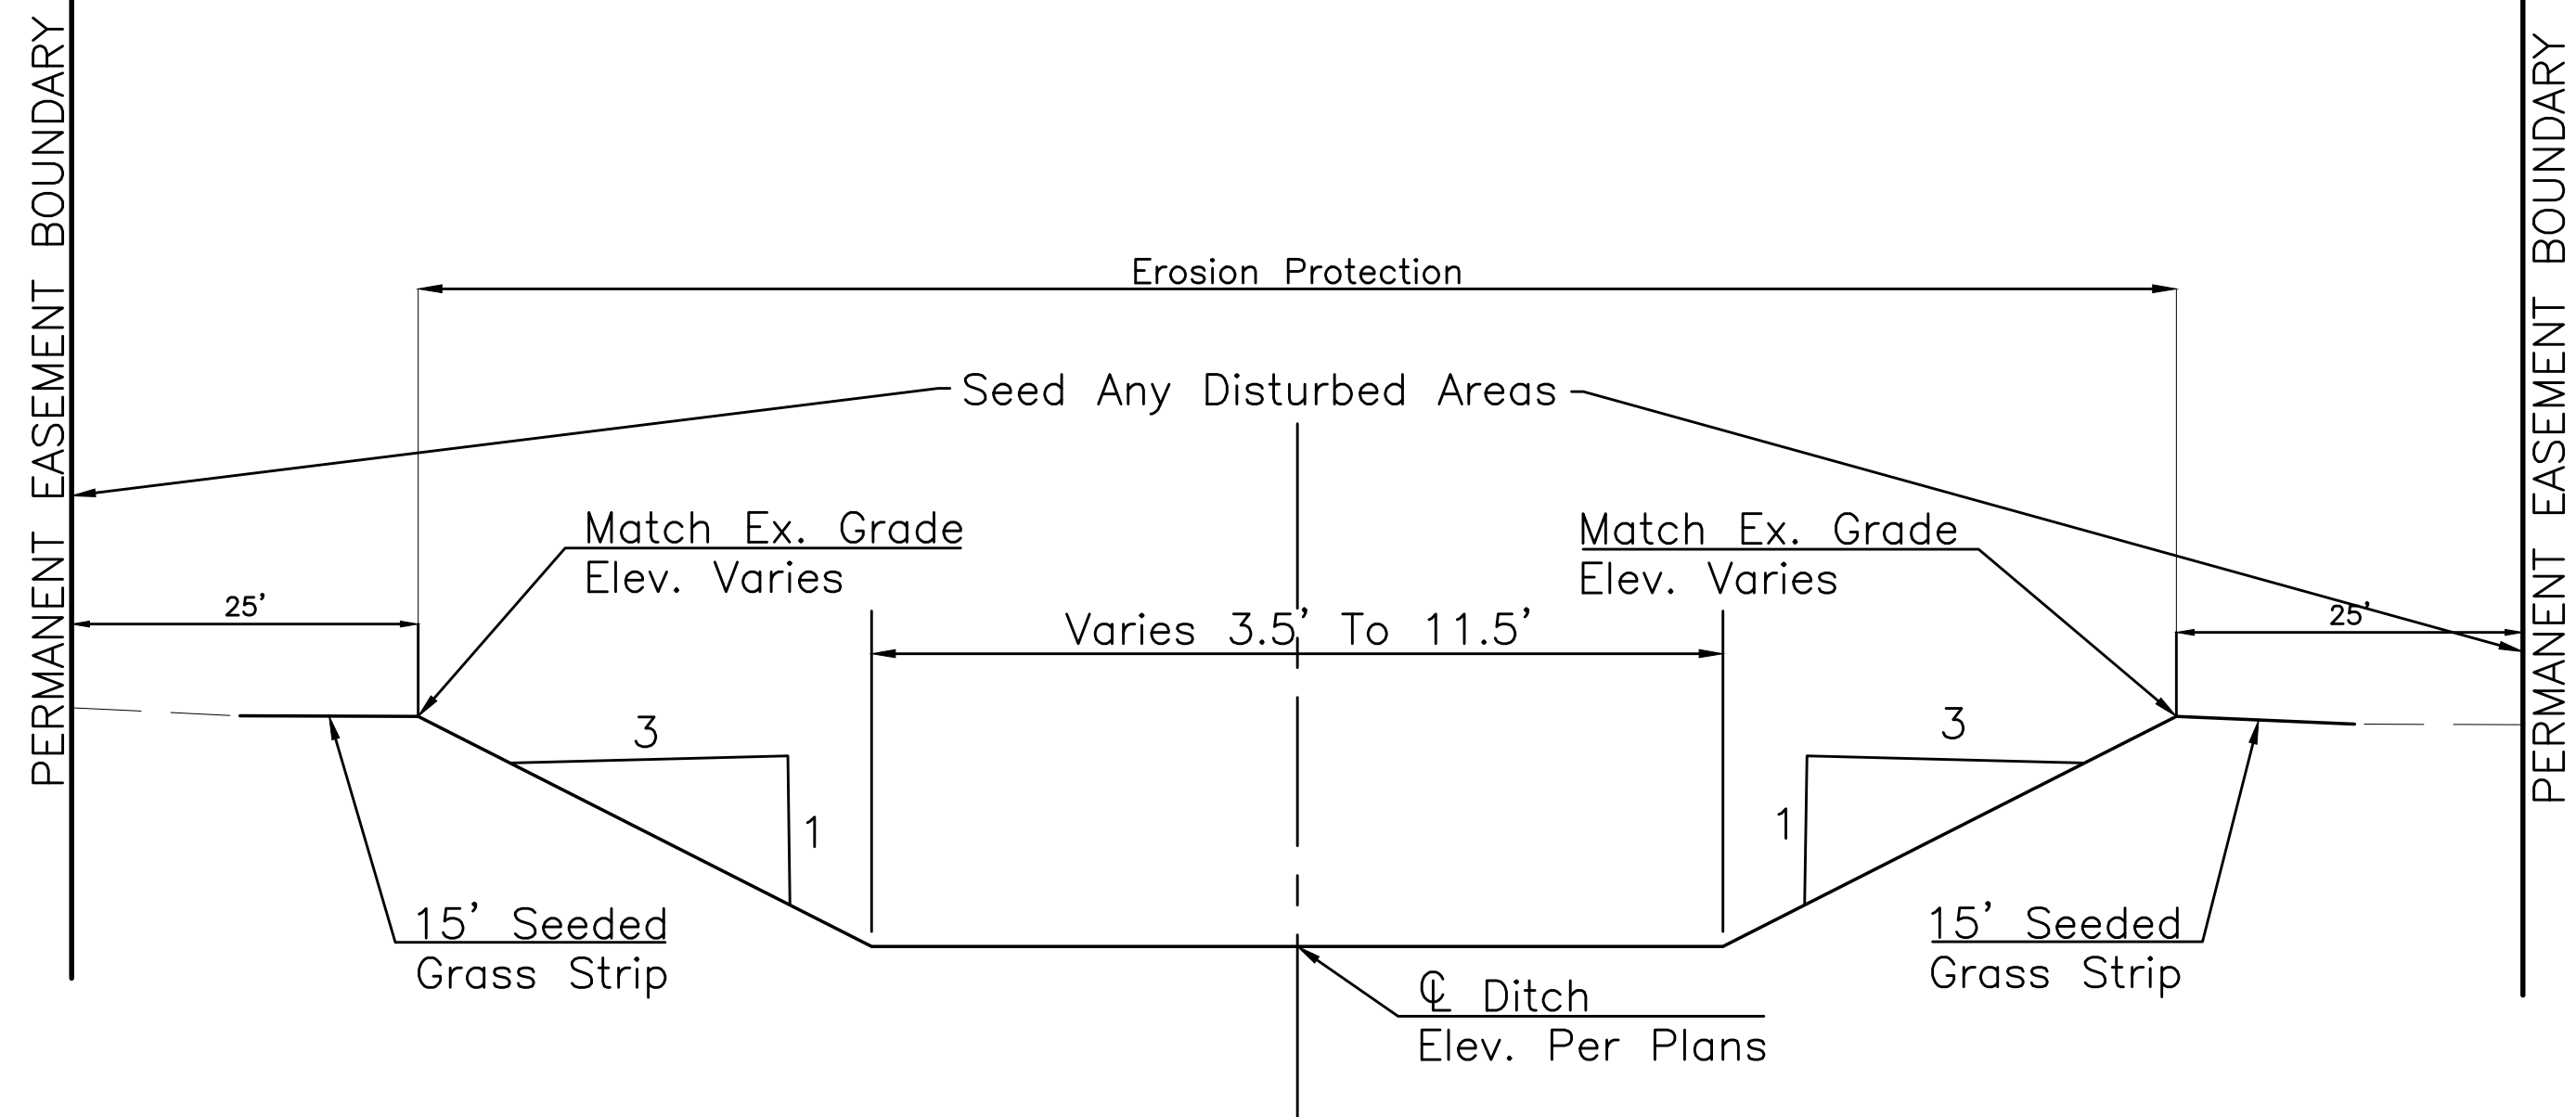 PERMANENT EASEMENT BOUNDARY
PERMANENT EASEMENT BOUNDARY
Erosion Protection
Seed Any Disturbed Areas
Match Ex. Grade
Elev. Varies
Match Ex. Grade
Elev. Varies
25'
Varies 3.5' To 11.5'
25'
3
1
3
1
15' Seeded
Grass Strip
15' Seeded
Grass Strip
℄ Ditch
Elev. Per Plans